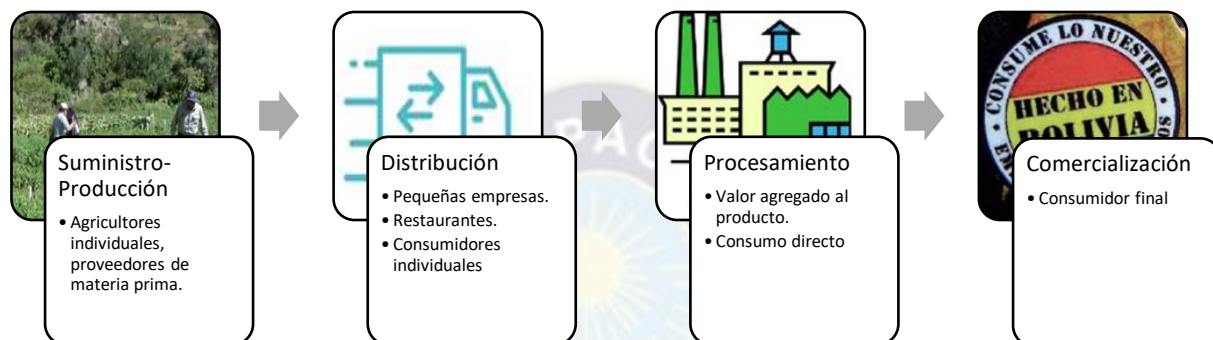 CONSUME LO NUESTRO
HECHO EN
BOLIVIA
Suministro-
Producción
• Agricultores
individuales,
proveedores de
materia prima.
Distribución
• Pequeñas empresas.
• Restaurantes.
• Consumidores
individuales
Procesamiento
• Valor agregado al
producto.
• Consumo directo
Comercialización
• Consumidor final